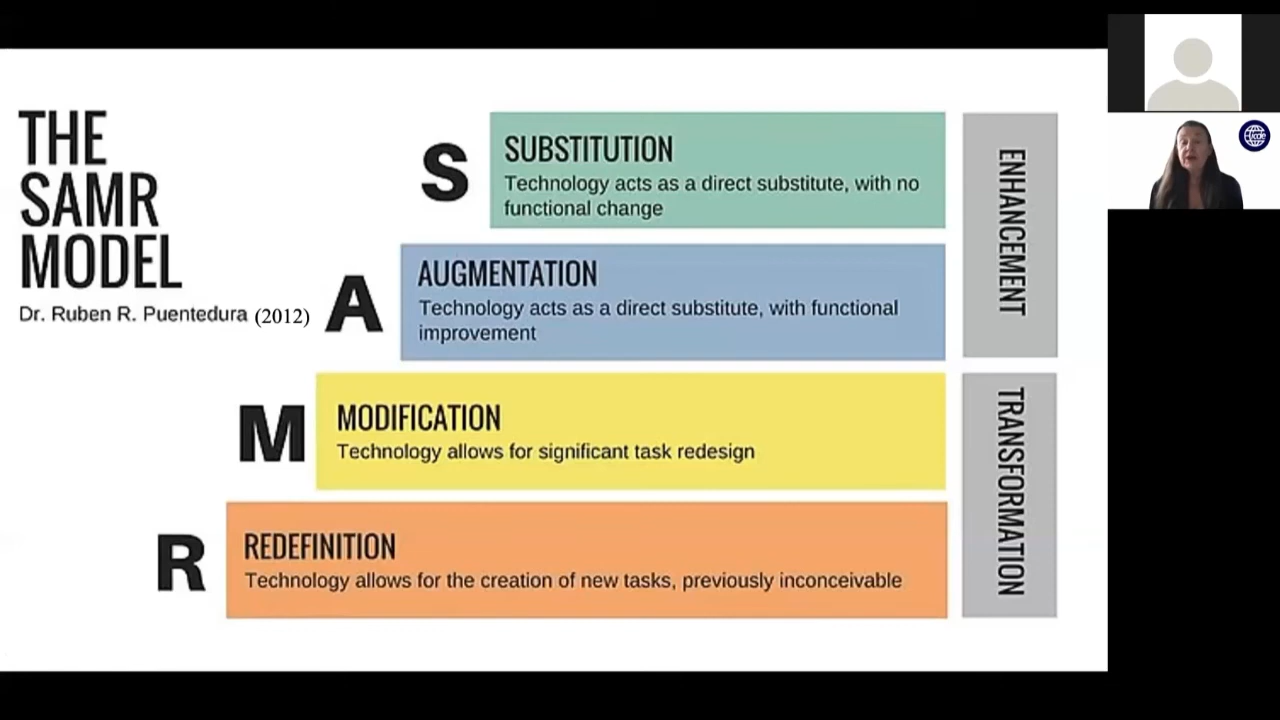 THE
SAMR
MODEL
Dr. Ruben R. Puentedura (2012)
S
SUBSTITUTION
Technology acts as a direct substitute, with no
functional change
A
AUGMENTATION
Technology acts as a direct substitute, with functional
improvement
ENHANCEMENT
M
MODIFICATION
Technology allows for significant task redesign
R
REDEFINITION
Technology allows for the creation of new tasks, previously inconceivable
TRANSFORMATION
icde